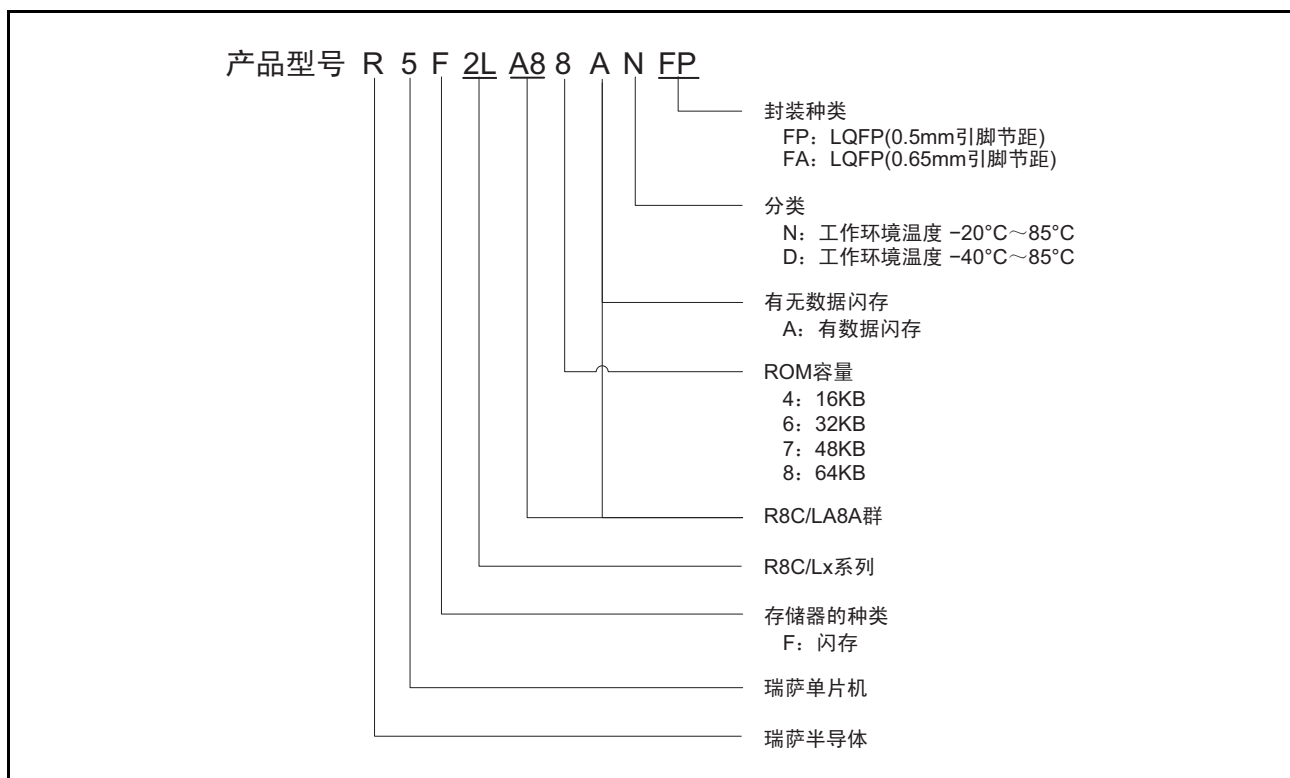 产品型号 R 5 F 2L A8 8 A N FP
封装种类
FP：LQFP(0.5mm引脚节距)
FA：LQFP(0.65mm引脚节距)
分类
N：工作环境温度 −20°C～85°C
D：工作环境温度 −40°C～85°C
有无数据闪存
A：有数据闪存
ROM容量
4：16KB
6：32KB
7：48KB
8：64KB
R8C/LA8A群
R8C/Lx系列
存储器的种类
F：闪存
瑞萨单片机
瑞萨半导体